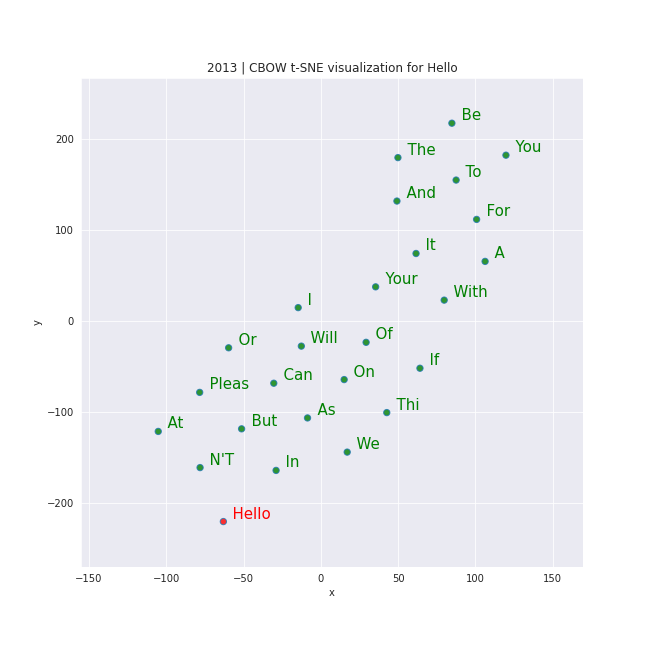 2013 | CBOW t-SNE visualization for Hello
Be
You
The
To
And
For
It
A
Your
With
I
Or
Will
Of
If
Pleas
Can
On
At
But
As
Thi
N'T
In
We
Hello
200
100
0
−100
−200
y
−150
−100
−50
0
50
100
150
x